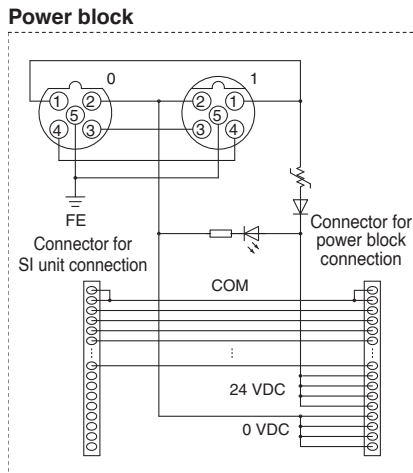 Power block
0
1
1 2 2 1
5 5
4 3 3 4
FE
Connector for
SI unit connection
Connector for
power block
connection
COM
24 VDC
0 VDC